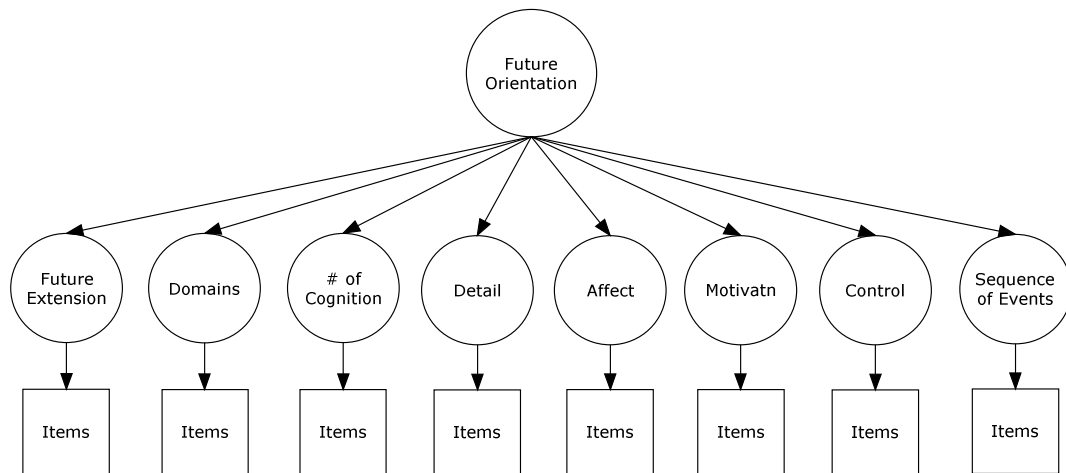 Future
Orientation
Future
Extension
Domains
# of
Cognition
Detail
Affect
Motivatn
Control
Sequence
of Events
Items
Items
Items
Items
Items
Items
Items
Items